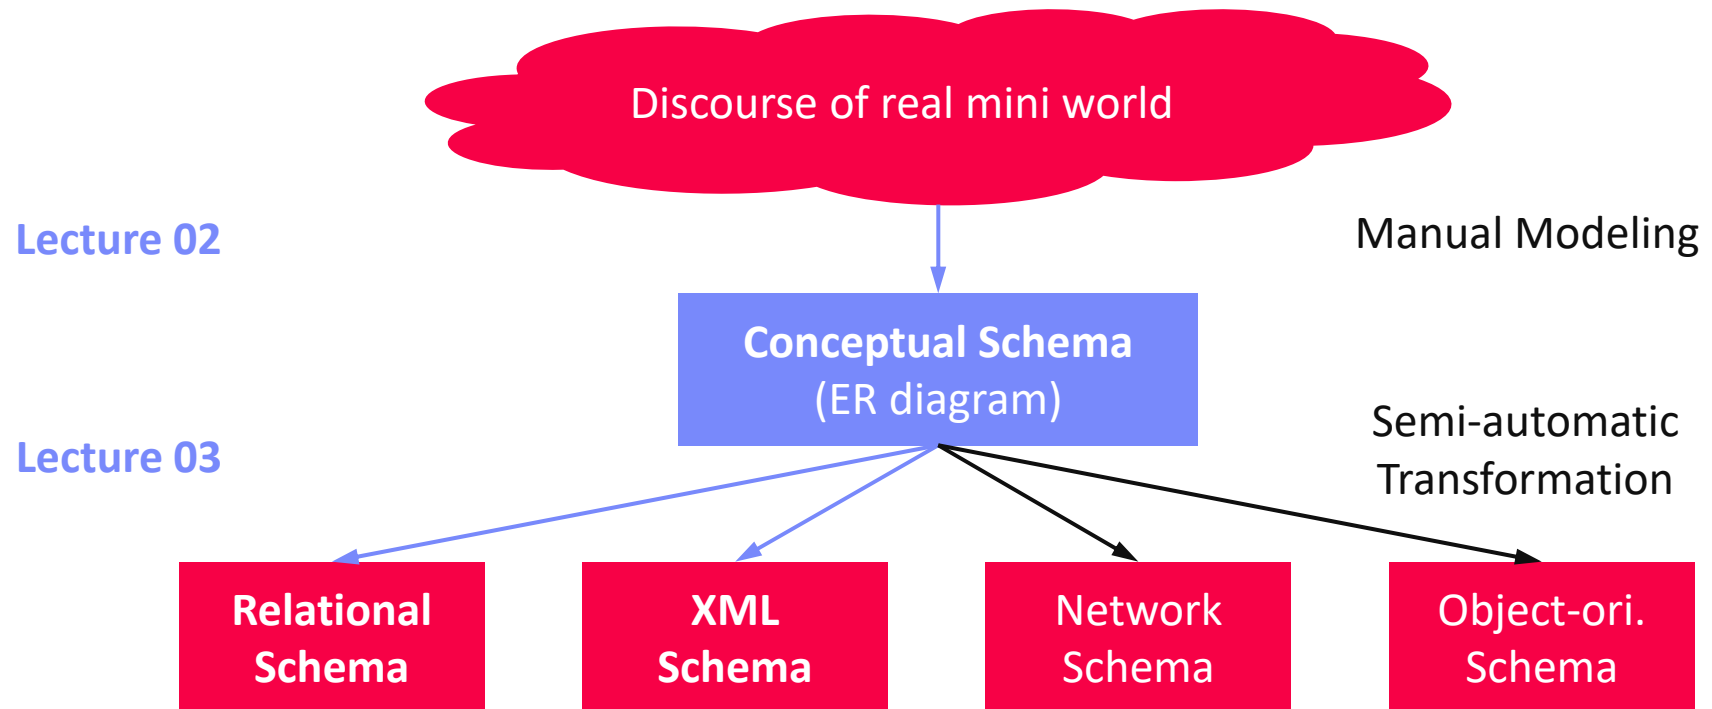 Discourse of real mini world
Lecture 02
Manual Modeling
Conceptual Schema
(ER diagram)
Lecture 03
Semi-automatic
Transformation
Relational
Schema
XML
Schema
Network
Schema
Object-ori.
Schema